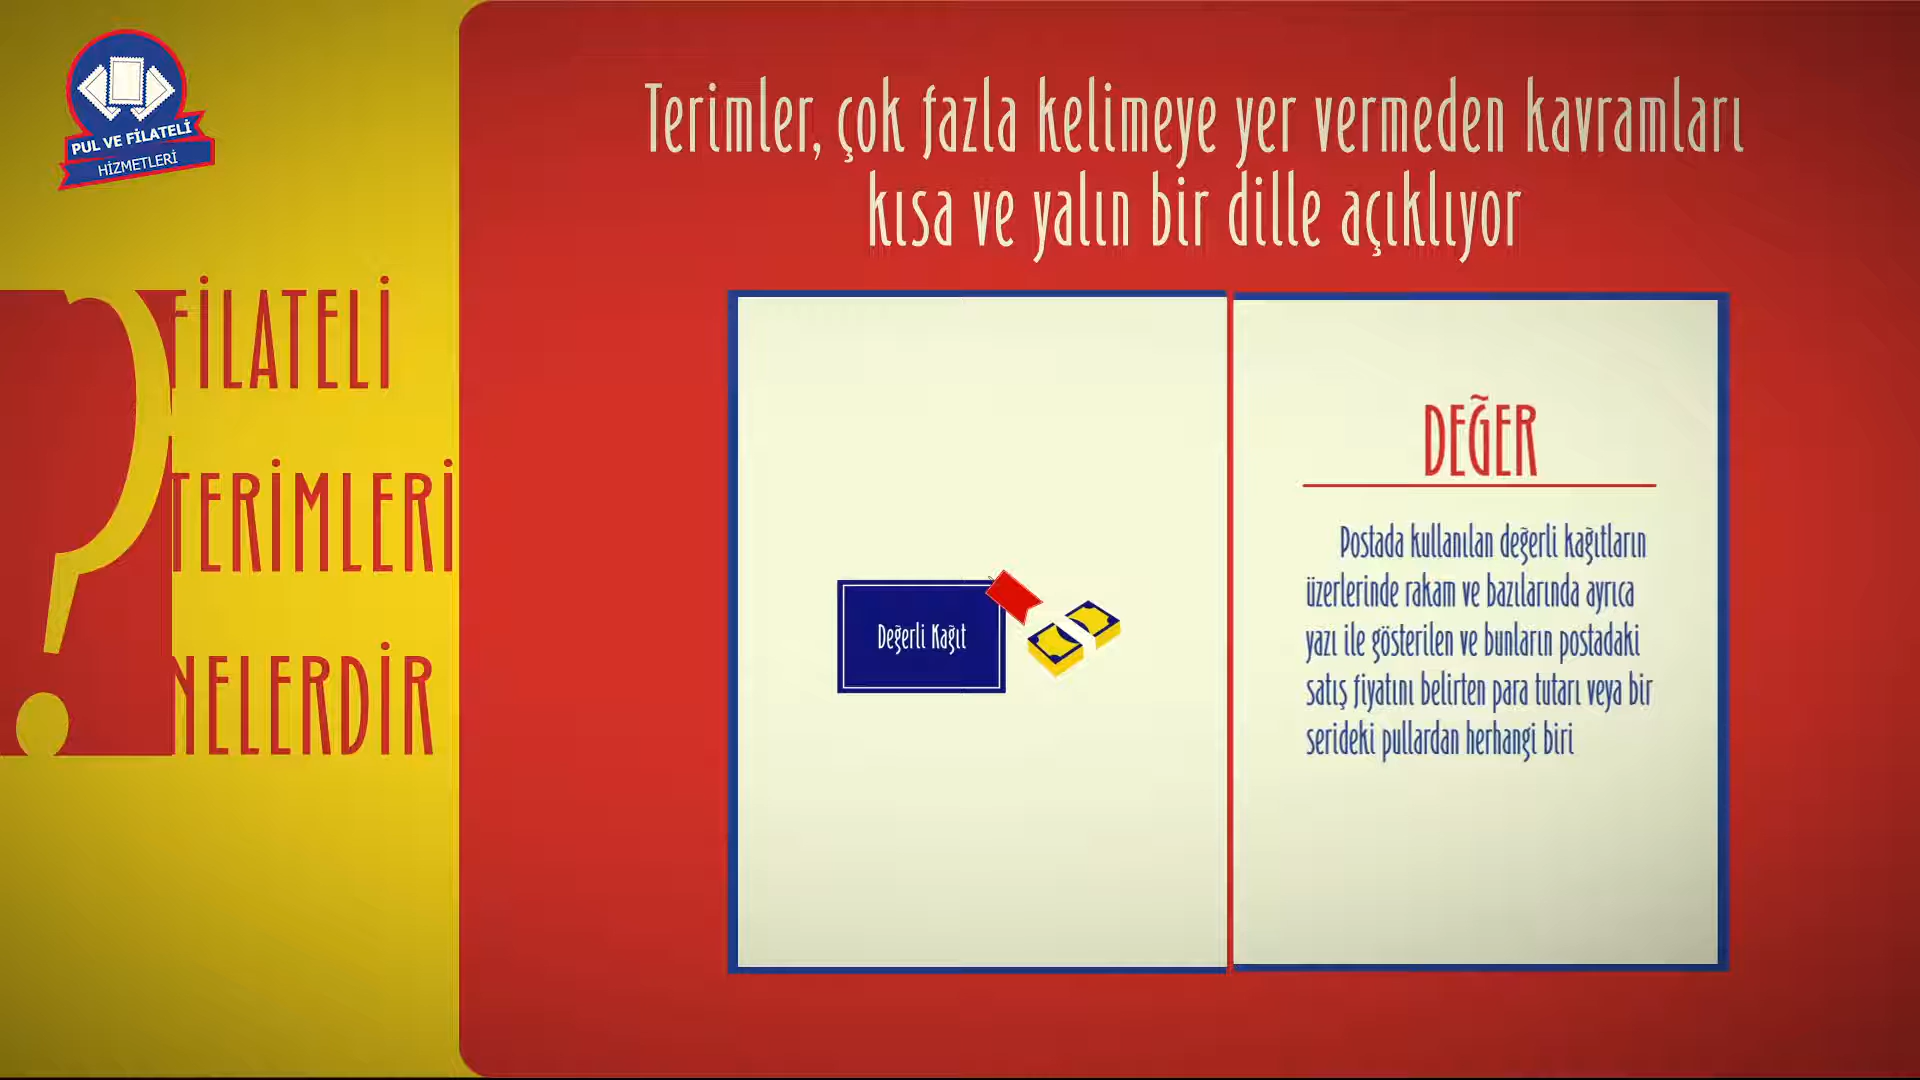 PUL VE FİLATELİ
HİZMETLERİ
FİLATELİ
TERİMLERİ
NELERDİR
?
Terimler, çok fazla kelimeye yer vermeden kavramları
kısa ve yalın bir dille açıklıyor
Değerli Kağıt
DEĞER
Postada kullanılan değerli kağıtların
üzerlerinde rakam ve bazılarında ayrıca
yazı ile gösterilen ve bunların postadaki
satış fiyatını belirten para tutarı veya bir
serideki pullardan herhangi biri